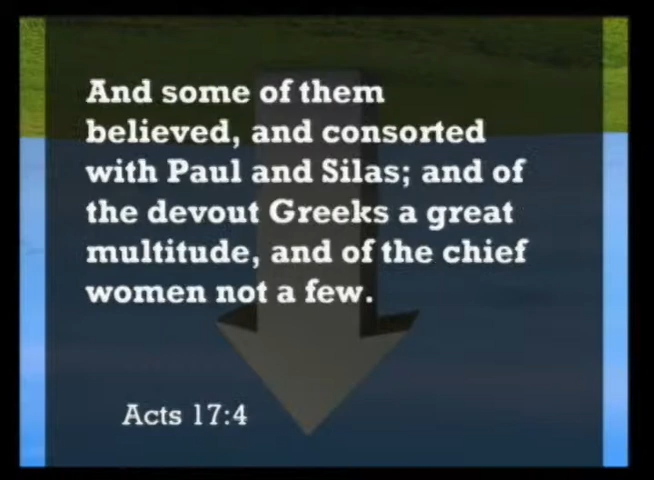 And some of them
believed, and consorted
with Paul and Silas; and of
the devout Greeks a great
multitude, and of the chief
women not a few.
Acts 17:4